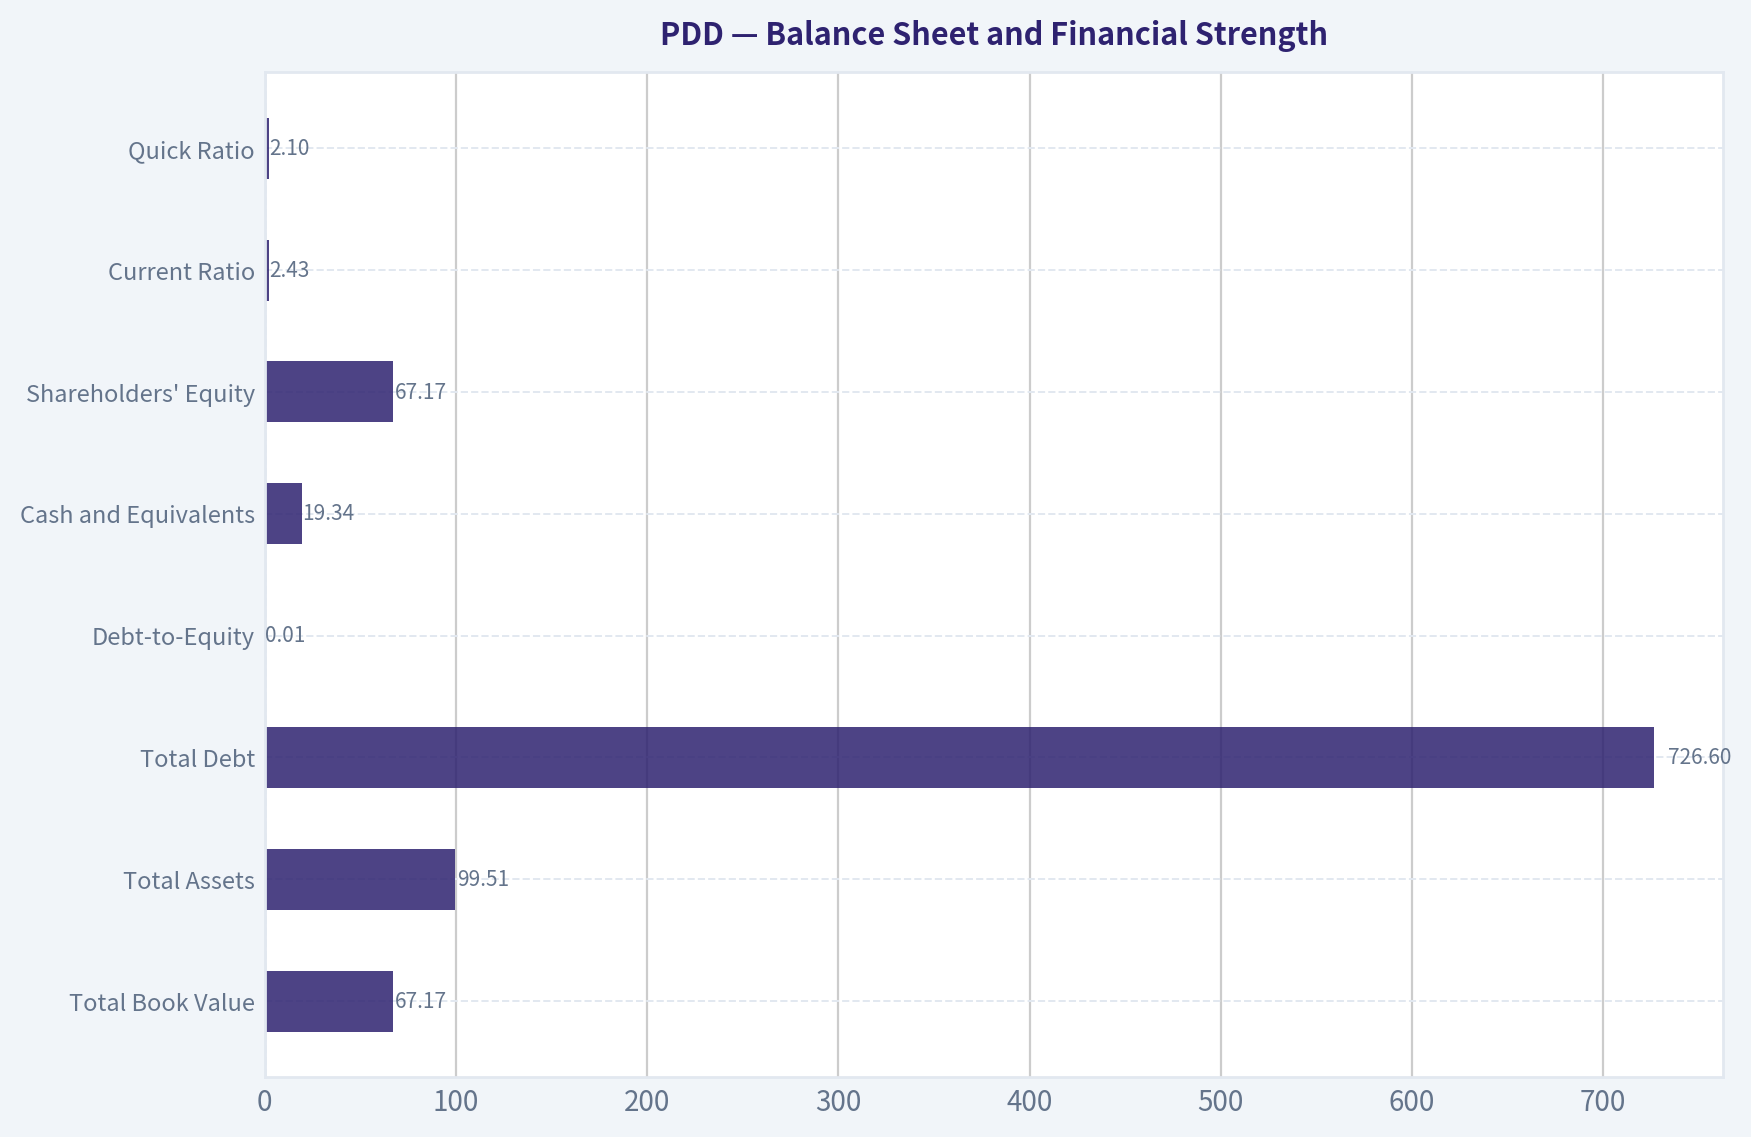 PDD — Balance Sheet and Financial Strength
Quick Ratio 2.10
Current Ratio 2.43
Shareholders' Equity 67.17
Cash and Equivalents 19.34
Debt-to-Equity 0.01
Total Debt 726.60
Total Assets 99.51
Total Book Value 67.17
0 100 200 300 400 500 600 700